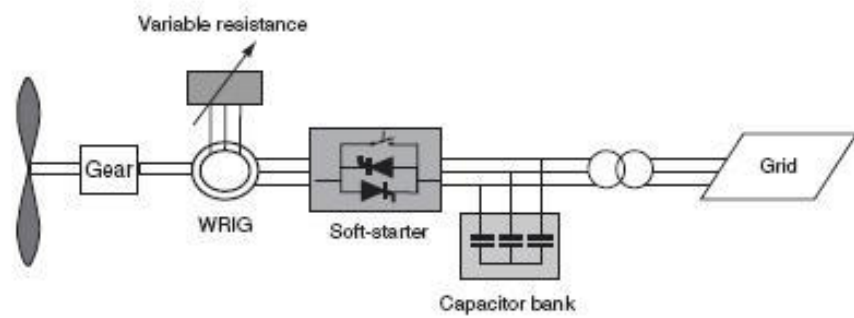 Variable resistance
Gear
WRIG
Soft-starter
Capacitor bank
Grid